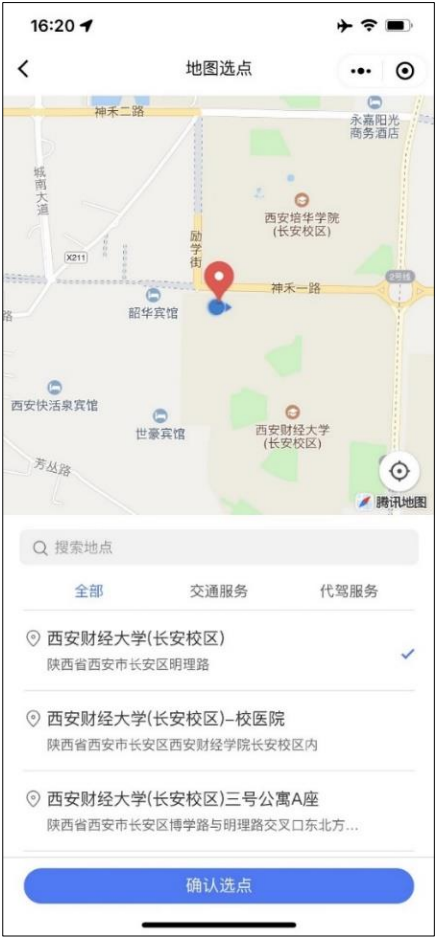 16:20
地图选点
神禾二路
永嘉阳光
商务酒店
城南大道
西安培华学院
(长安校区)
X211
励学街
2号线
神禾一路
韶华宾馆
路
西安快活泉宾馆
世豪宾馆
西安财经大学
(长安校区)
芳丛路
腾讯地图
搜索地点
全部
交通服务
代驾服务
西安财经大学(长安校区)
陕西省西安市长安区明理路
西安财经大学(长安校区)-校医院
陕西省西安市长安区西安财经学院长安校区内
西安财经大学(长安校区)三号公寓A座
陕西省西安市长安区博学路与明理路交叉口东北方...
确认选点